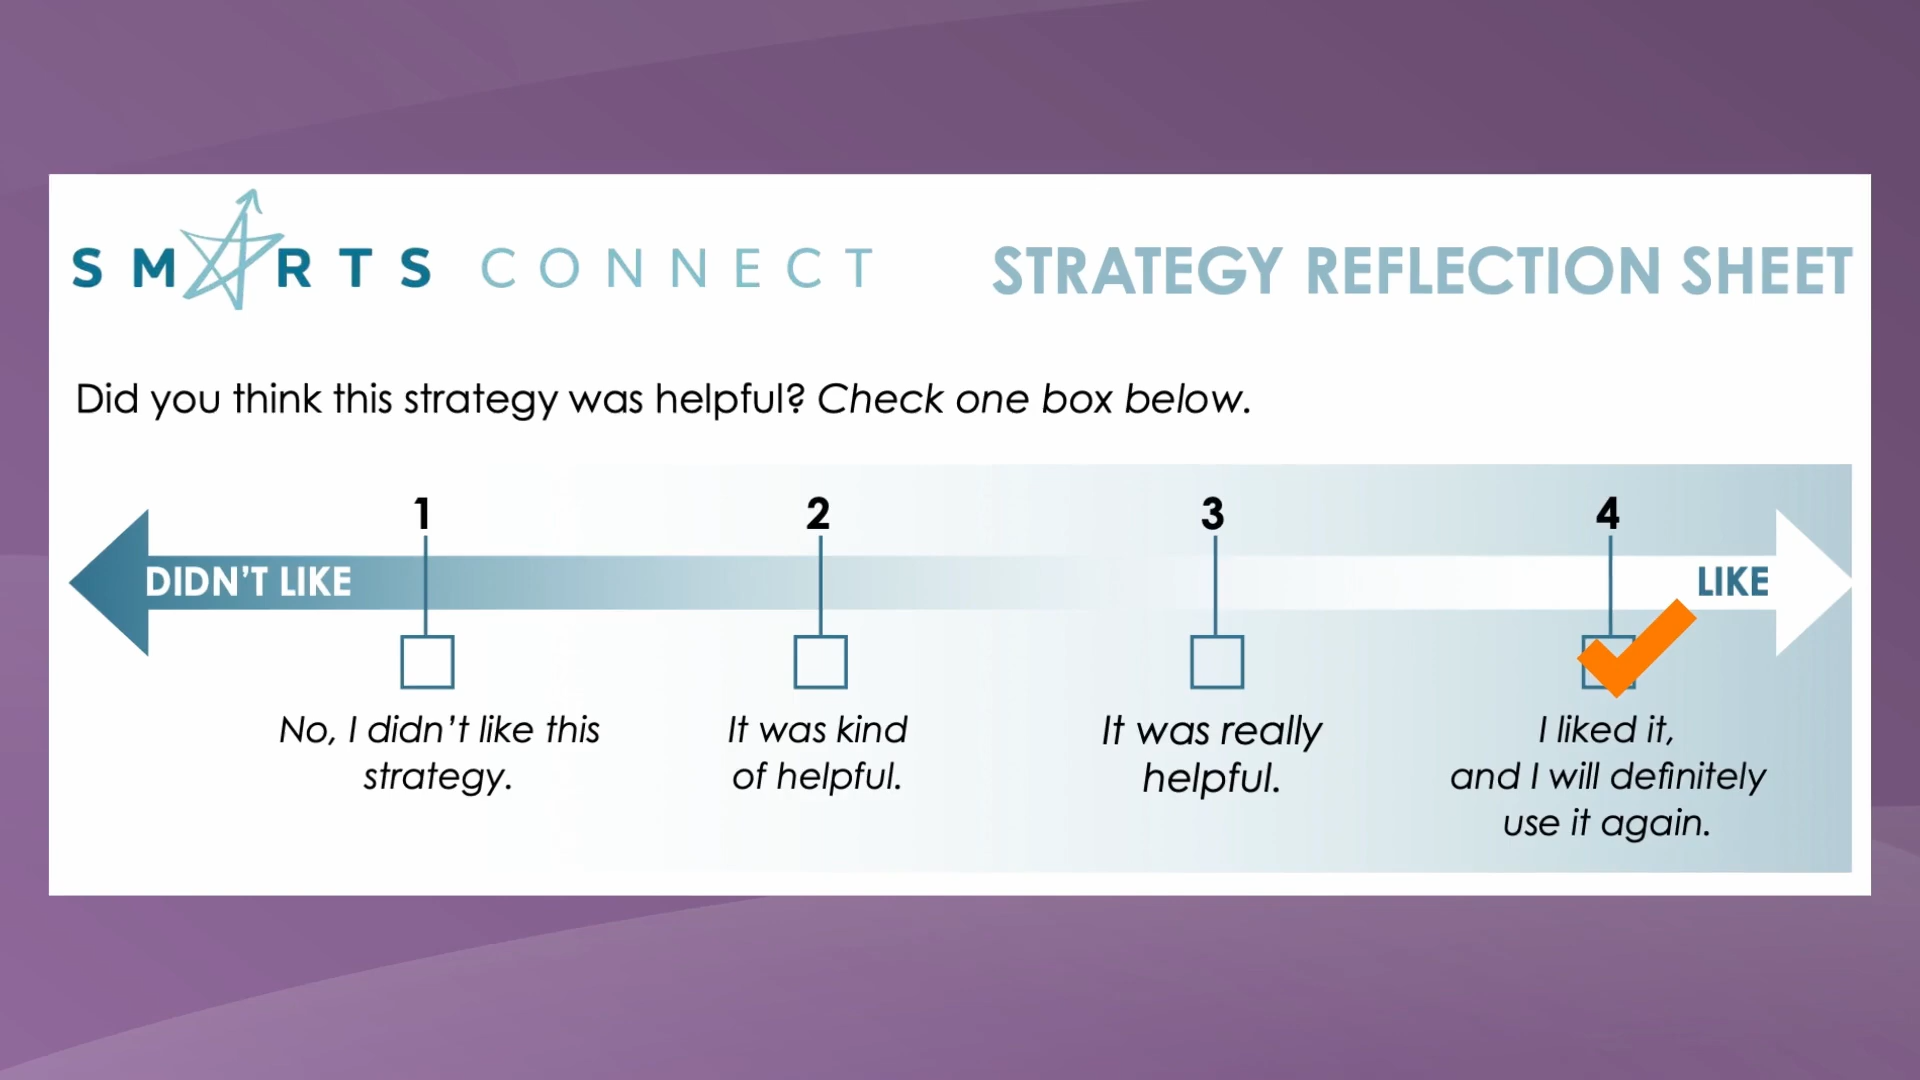 SMARTS CONNECT
STRATEGY REFLECTION SHEET
Did you think this strategy was helpful? Check one box below.
1
2
3
4
DIDN'T LIKE
LIKE
No, I didn't like this
strategy.
It was kind
of helpful.
It was really
helpful.
I liked it,
and I will definitely
use it again.